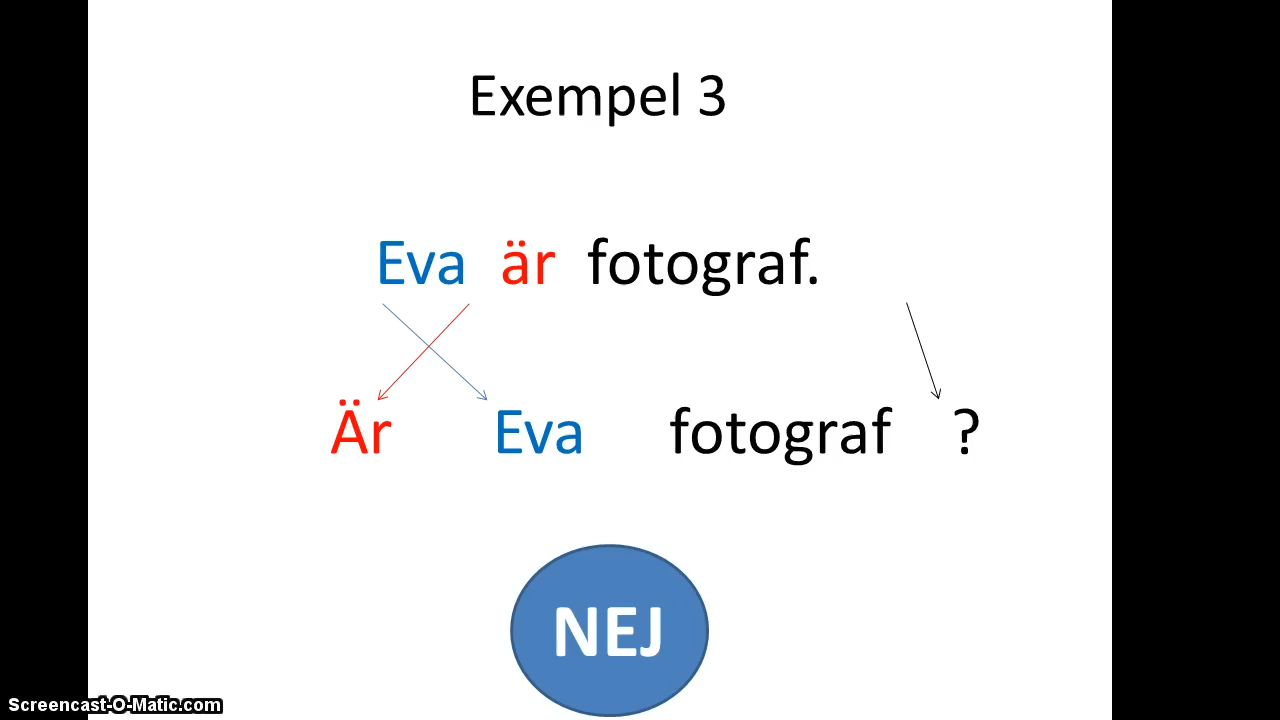 Exempel 3
Eva är fotograf.
Är Eva fotograf ?
NEJ
Screencast-O-Matic.com